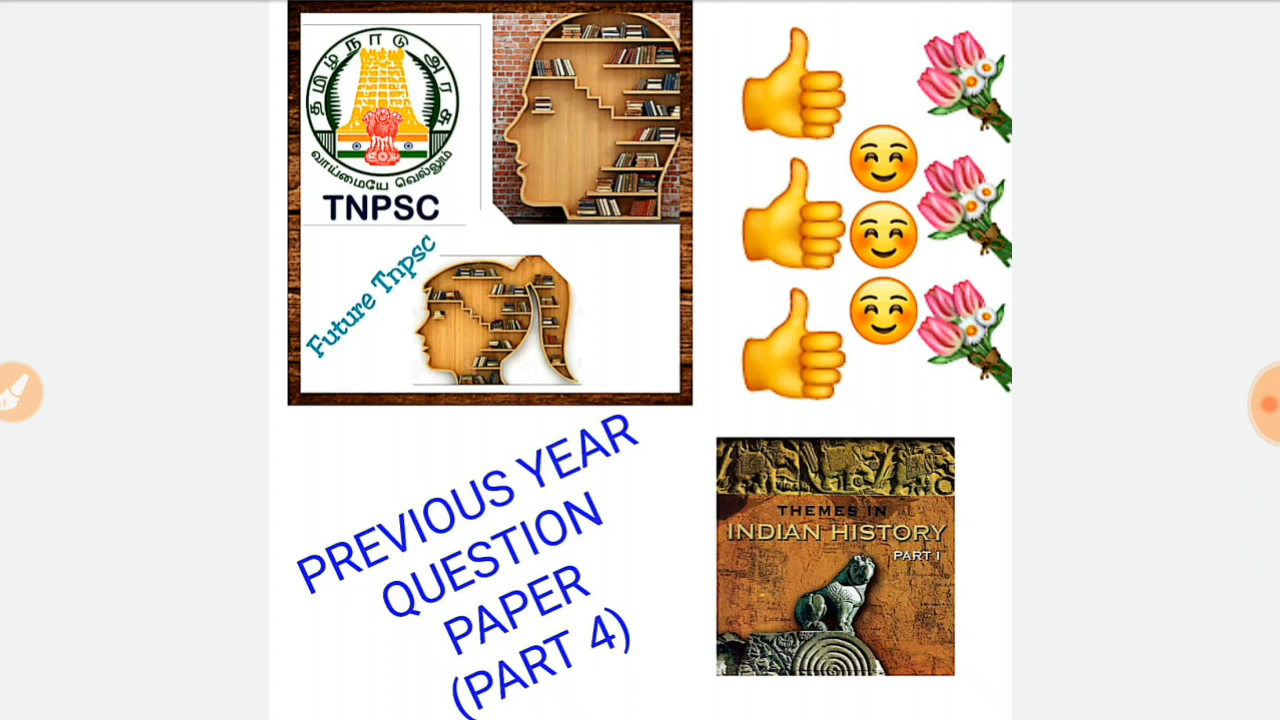 தமிழ்நாடு அரசு
வாய்மையே வெல்லும்
TNPSC
Future Tnpsc
PREVIOUS YEAR
QUESTION
PAPER
(PART 4)
THEMES IN
INDIAN HISTORY
PART I